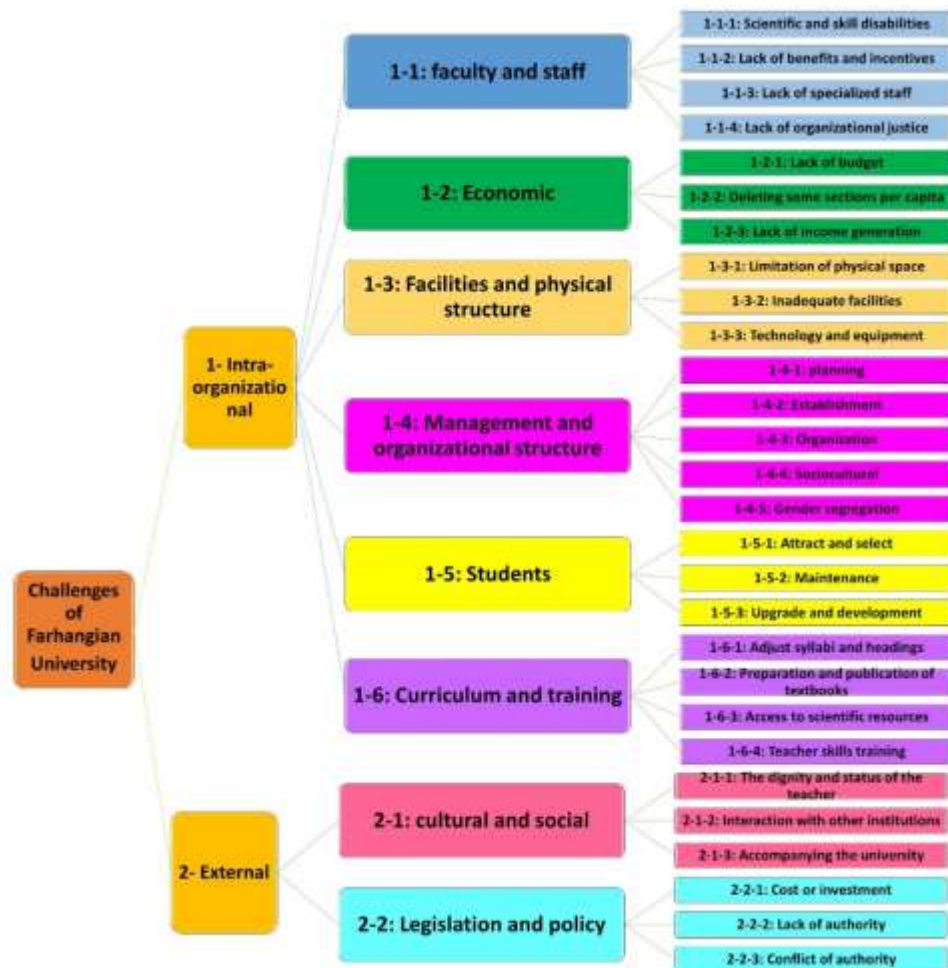 Challenges
of
Farhangian
University
1- Intra-
organizatio
nal
1-1: faculty and staff
1-1-1: Scientific and skill disabilities
1-1-2: Lack of benefits and incentives
1-1-3: Lack of specialized staff
1-1-4: Lack of organizational justice
1-2: Economic
1-2-1: Lack of budget
1-2-2: Deleting some sections per capita
1-2-3: Lack of income generation
1-3: Facilities and physical
structure
1-3-1: Limitation of physical space
1-3-2: Inadequate facilities
1-3-3: Technology and equipment
1-4: Management and
organizational structure
1-4-1: planning
1-4-2: Establishment
1-4-3: Organization
1-4-4: Sociocultural
1-4-5: Gender segregation
1-5: Students
1-5-1: Attract and select
1-5-2: Maintenance
1-5-3: Upgrade and development
1-6: Curriculum and training
1-6-1: Adjust syllabi and headings
1-6-2: Preparation and publication of
textbooks
1-6-3: Access to scientific resources
1-6-4: Teacher skills training
2- External
2-1: cultural and social
2-1-1: The dignity and status of the
teacher
2-1-2: Interaction with other institutions
2-1-3: Accompanying the university
2-2: Legislation and policy
2-2-1: Cost or investment
2-2-2: Lack of authority
2-2-3: Conflict of authority